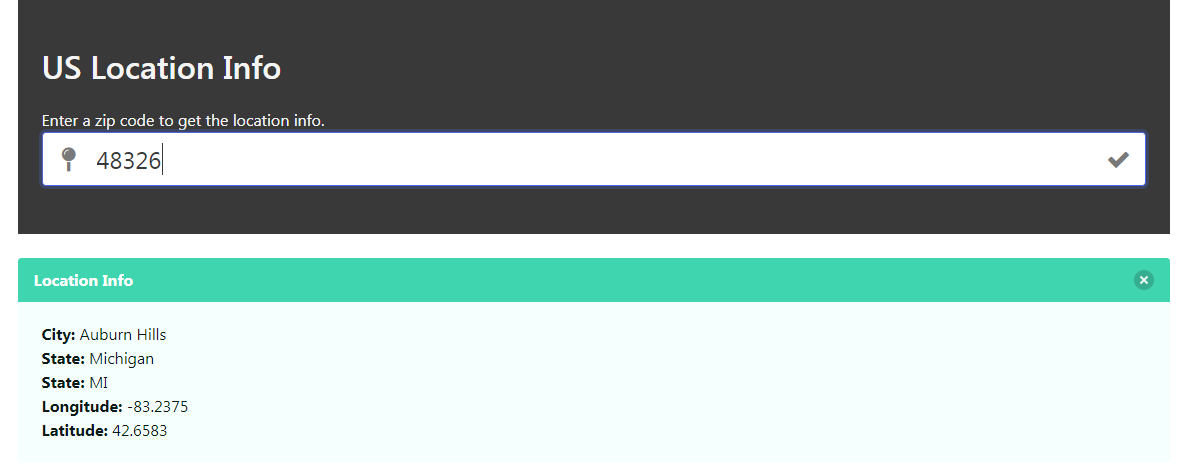 US Location Info
Enter a zip code to get the location info.
48326
Location Info
City: Auburn Hills
State: Michigan
State: MI
Longitude: -83.2375
Latitude: 42.6583